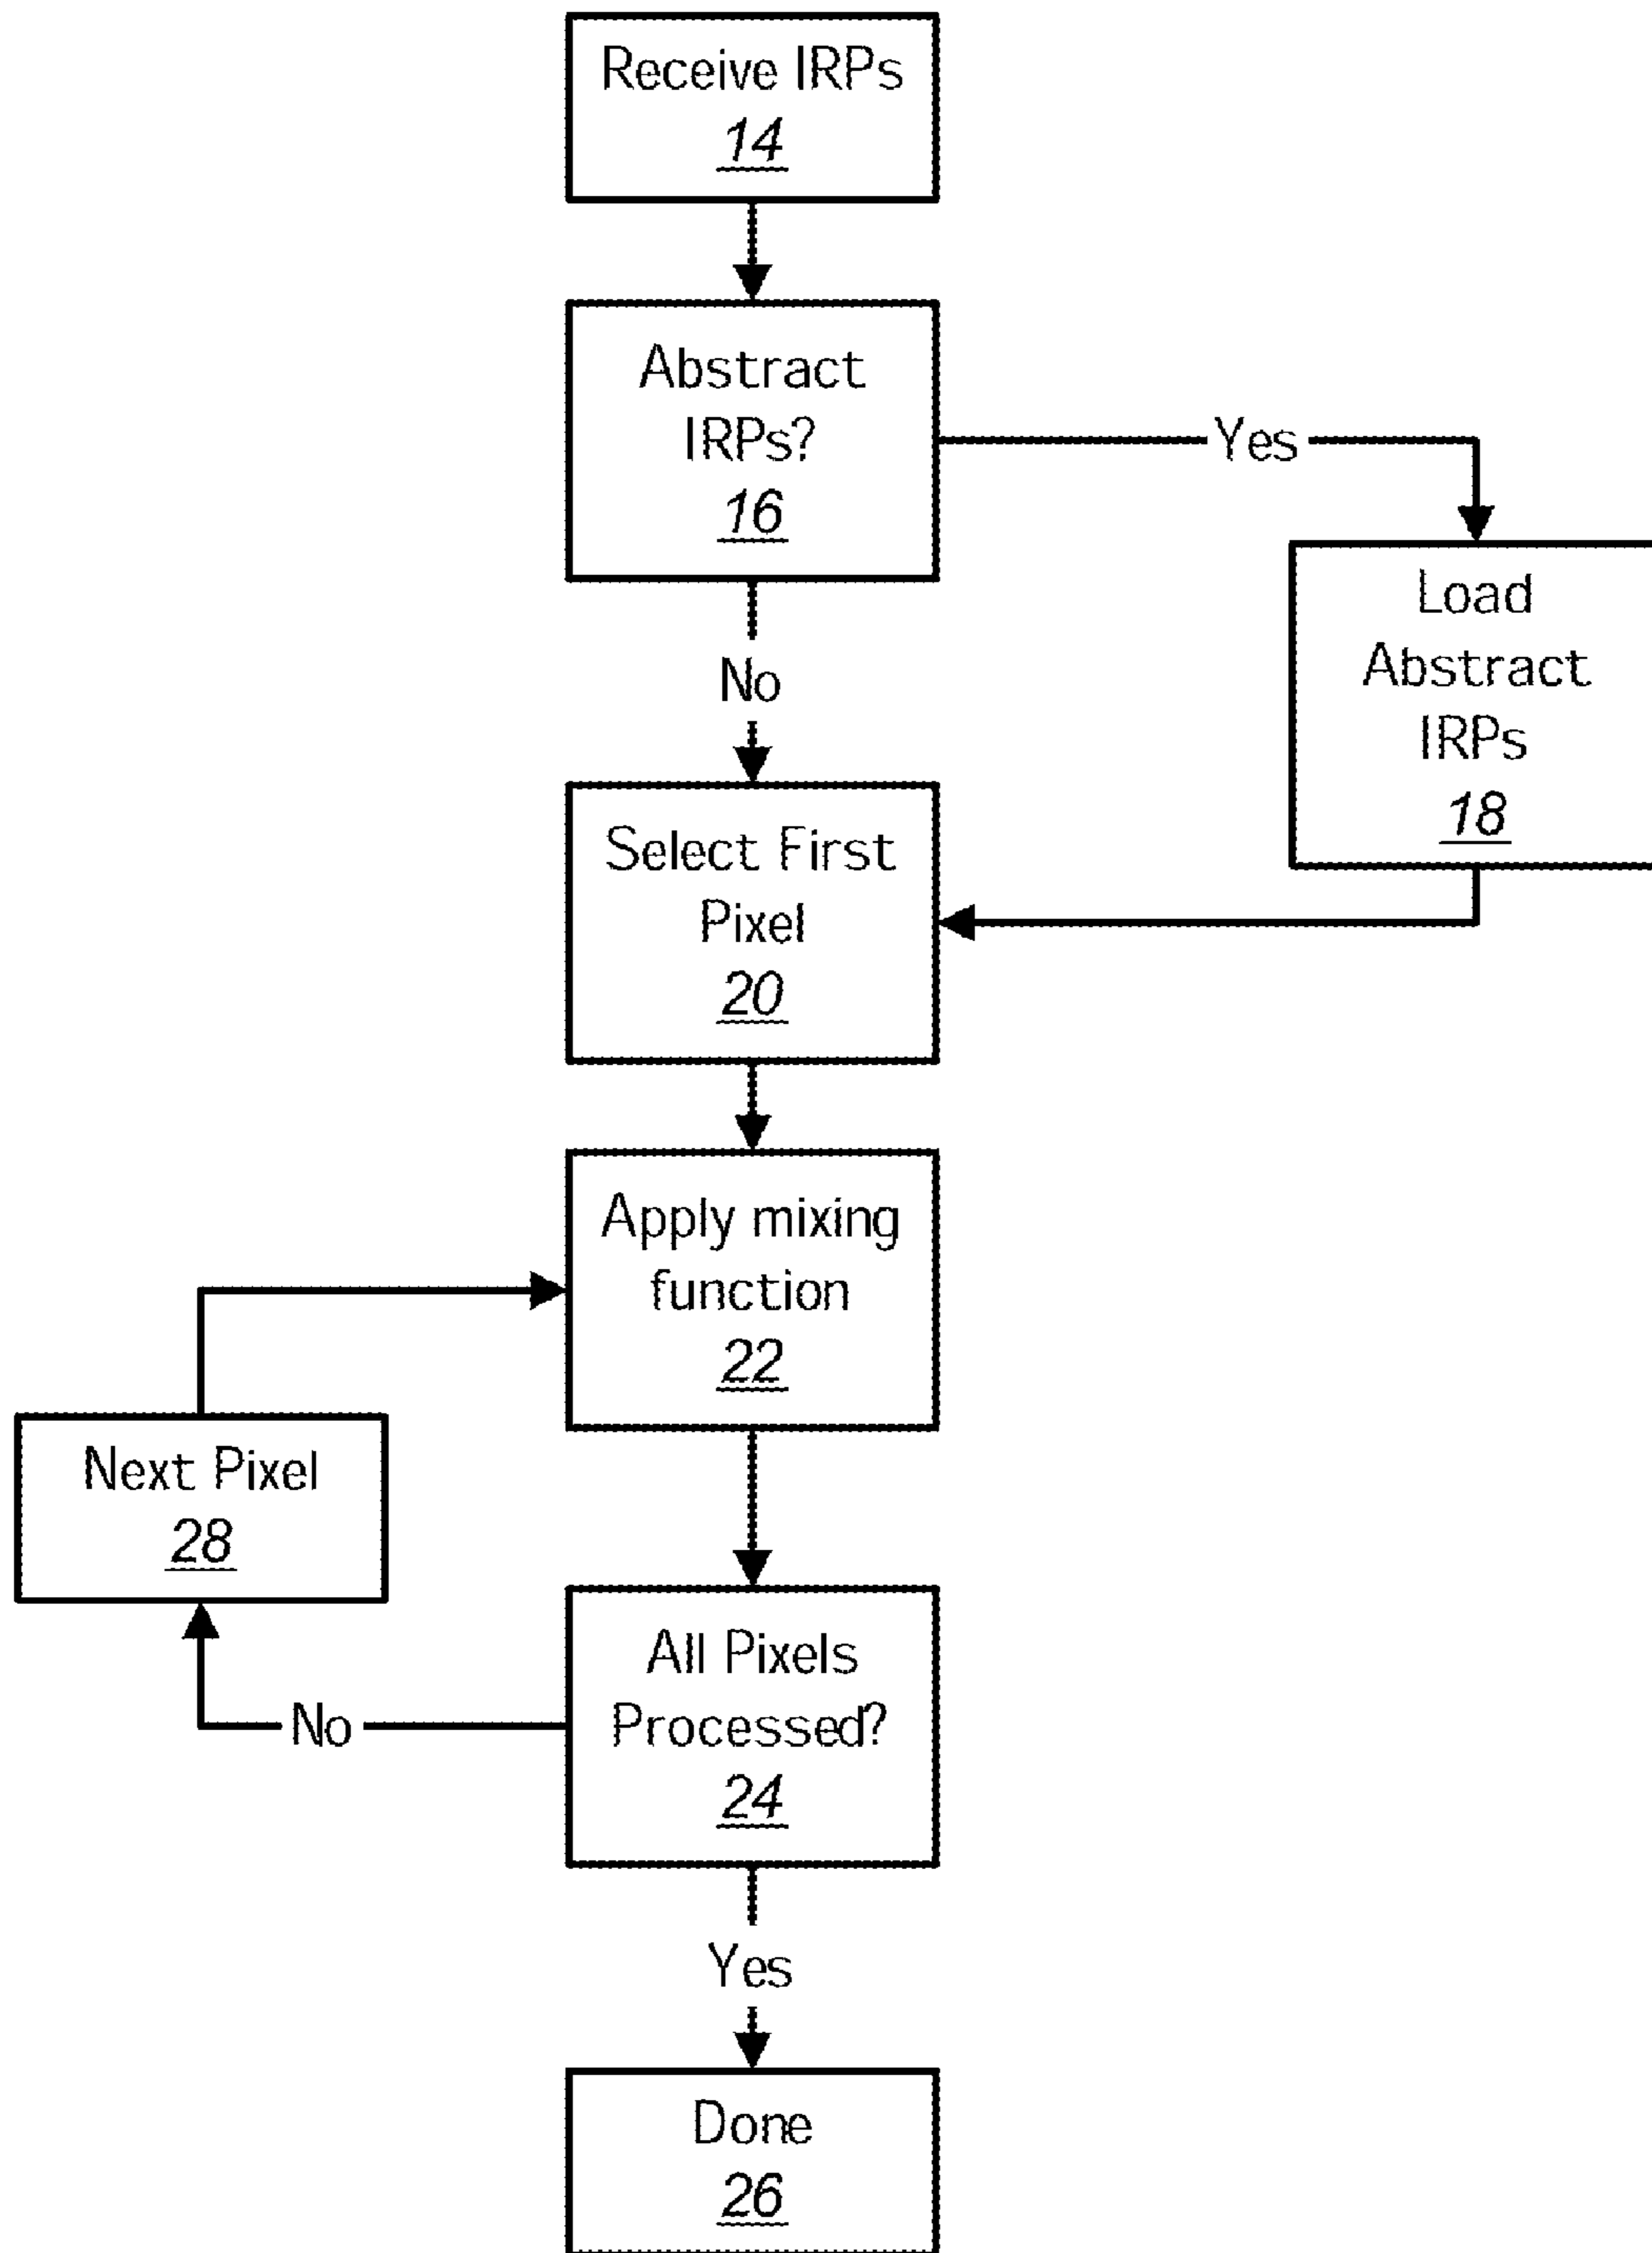 Receive IRPs
14
Abstract
IRPs?
16
Yes
No
Load
Abstract
IRPs
18
Select First
Pixel
20
Apply mixing
function
22
Next Pixel
28
All Pixels
Processed?
24
No
Yes
Done
26